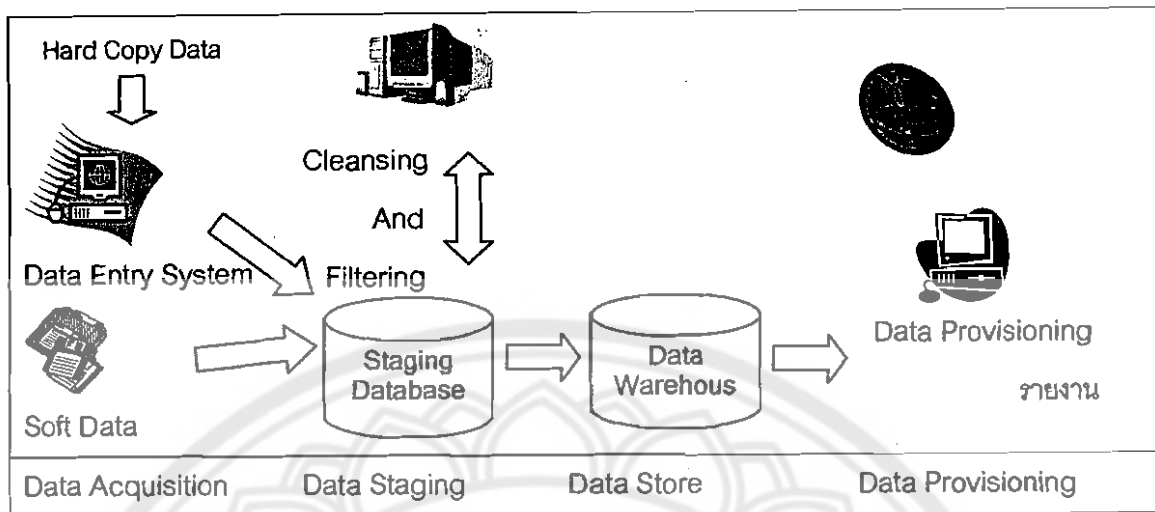 Hard Copy Data
Cleansing
And
Filtering
Data Entry System
Soft Data
Staging
Database
Data
Warehous
Data Provisioning
รายงาน
Data Acquisition
Data Staging
Data Store
Data Provisioning